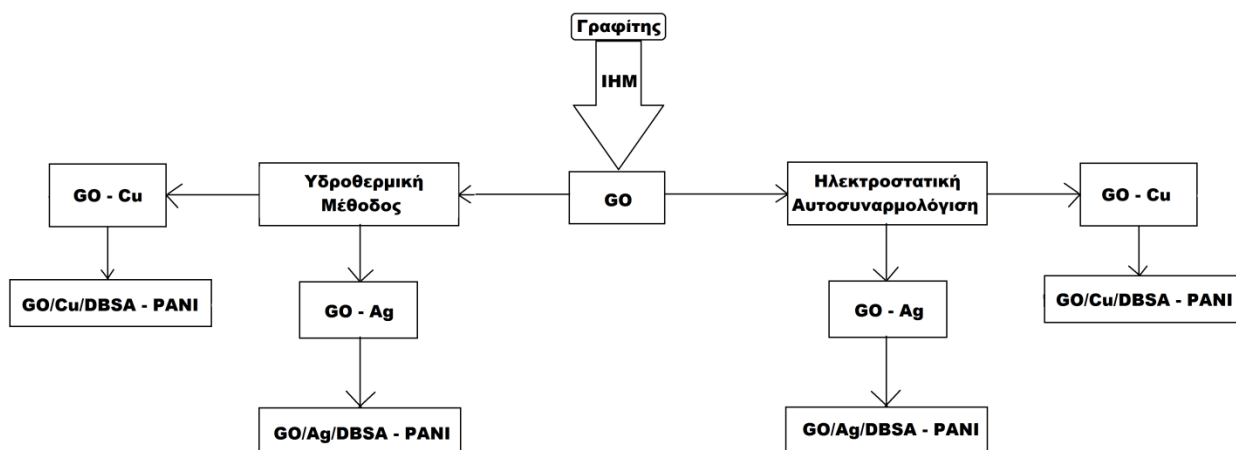 Γραφίτης
IHM
GO - Cu
Υδροθερμική
Μέθοδος
GO
Ηλεκτροστατική
Αυτοσυναρμολόγιση
GO - Cu
GO/Cu/DBSA - PANI
GO - Ag
GO - Ag
GO/Cu/DBSA - PANI
GO/Ag/DBSA - PANI
GO/Ag/DBSA - PANI